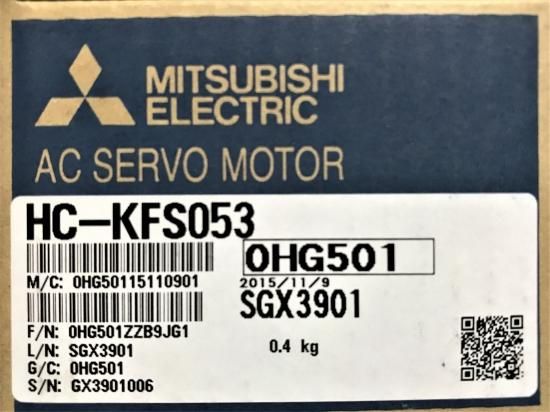 MITSUBISHI
ELECTRIC
AC SERVO MOTOR
HC-KFS053
0HG501
M/C: 0HG50115110901
2015/11/9
SGX3901
F/N: 0HG501ZZB9JG1
L/N: SGX3901
0.4 kg
G/C: 0HG501
S/N: GX3901006